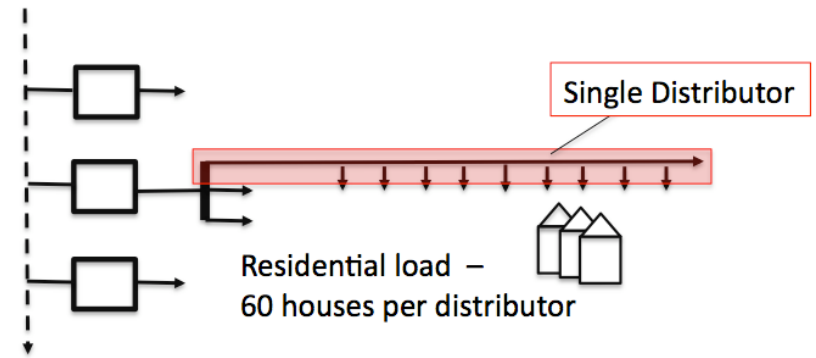 Single Distributor
Residential load –
60 houses per distributor